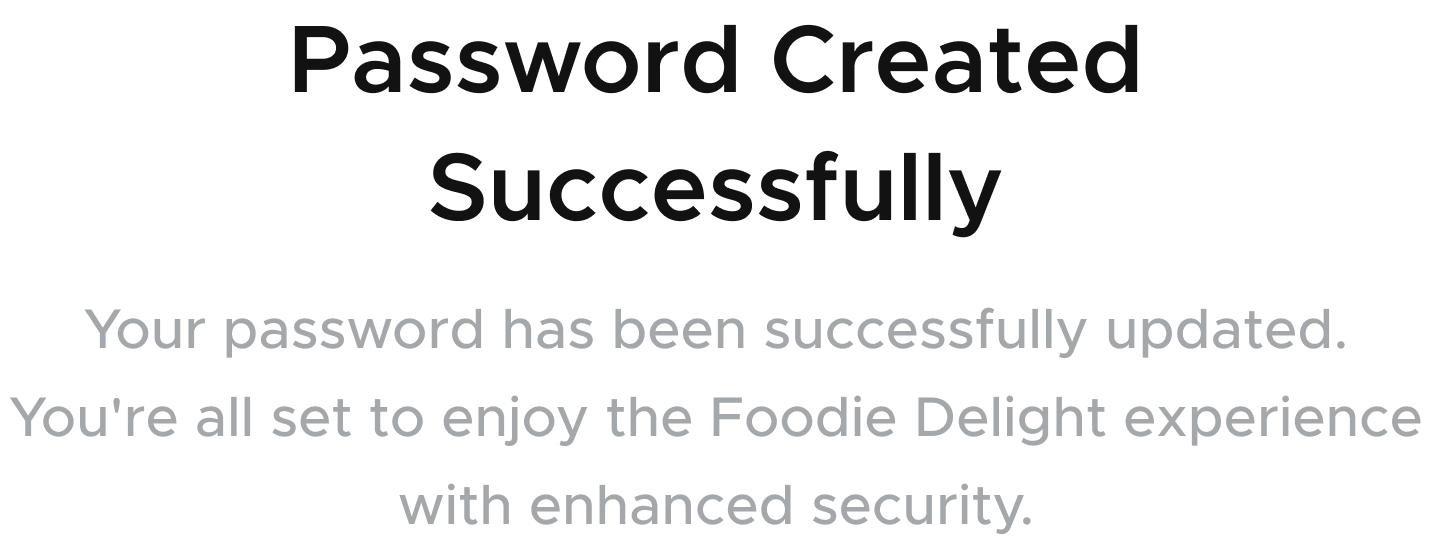 Password Created
Successfully
Your password has been successfully updated.
You're all set to enjoy the Foodie Delight experience
with enhanced security.